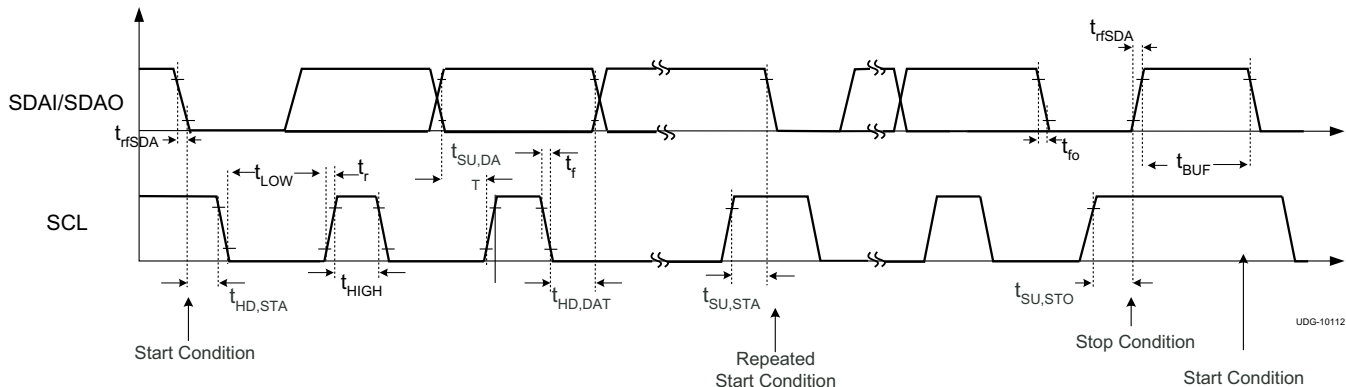 t_rfSDA
SDAI/SDAO
t_rfSDA
t_SU,DA
T
t_f
t_fo
t_BUF
t_LOW
t_r
SCL
t_HD,STA
t_HIGH
t_HD,DAT
t_SU,STA
t_SU,STO
UDG-10112
Start Condition
Repeated
Start Condition
Stop Condition
Start Condition